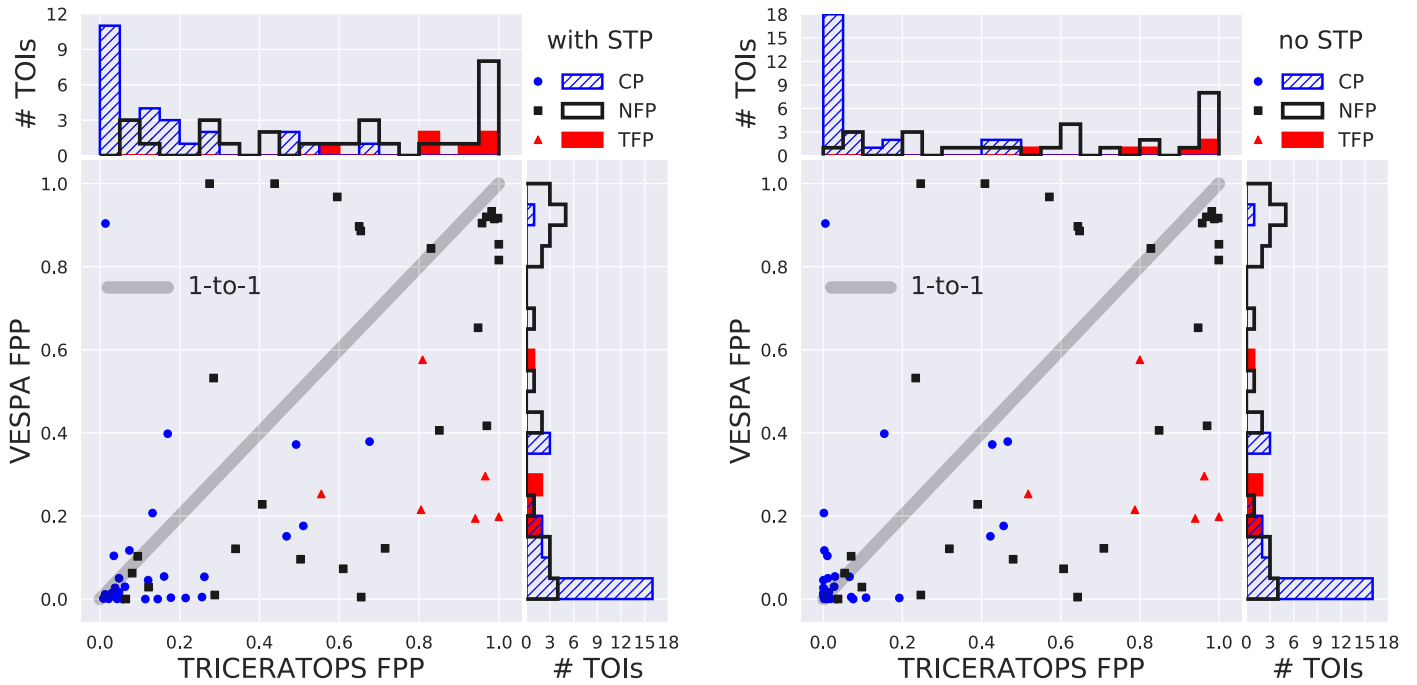 12
9
6
3
0
# TOIs
with STP
CP
NFP
TFP
1.0
0.8
0.6
0.4
0.2
0.0
VESPA FPP
1-to-1
0.0 0.2 0.4 0.6 0.8 1.0
TRICERATOPS FPP
0 3 6 9 12 15 18
# TOIs
18
15
12
9
6
3
0
# TOIs
no STP
CP
NFP
TFP
1.0
0.8
0.6
0.4
0.2
0.0
VESPA FPP
1-to-1
0.0 0.2 0.4 0.6 0.8 1.0
TRICERATOPS FPP
0 3 6 9 12 15 18
# TOIs